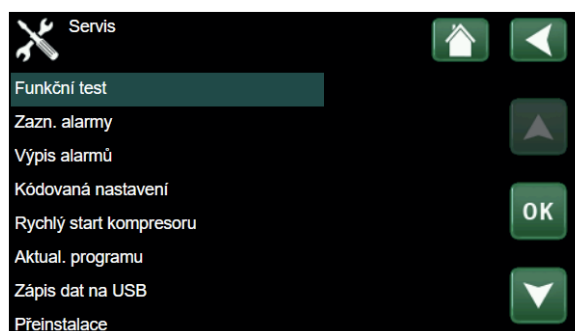 Servis
Funkční test
Zazn. alarmy
Výpis alarmů
Kódovaná nastavení
Rychlý start kompresoru
OK
Aktual. programu
Zápis dat na USB
Přeinstalace